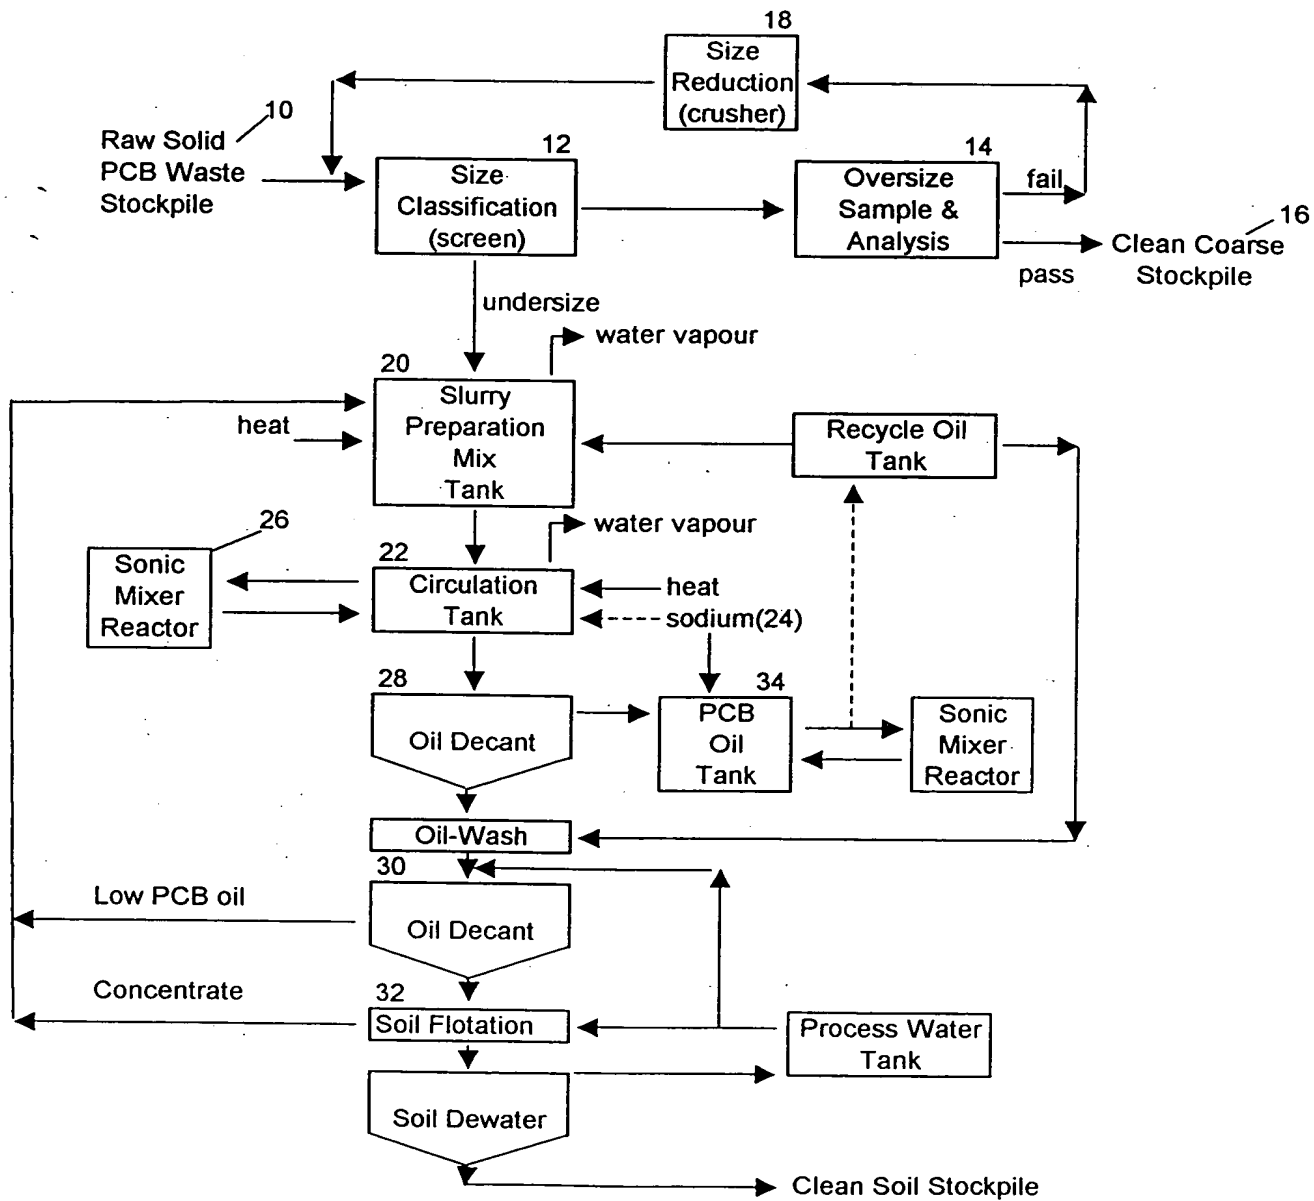 18
Size
Reduction
(crusher)
10
Raw Solid
PCB Waste
Stockpile
12
Size
Classification
(screen)
14
Oversize
Sample &
Analysis
fail
pass
16
Clean Coarse
Stockpile
undersize
water vapour
20
Slurry
Preparation
Mix
Tank
heat
Recycle Oil
Tank
water vapour
26
Sonic
Mixer
Reactor
22
Circulation
Tank
heat
sodium(24)
28
Oil Decant
34
PCB
Oil
Tank
Sonic
Mixer
Reactor
Oil-Wash
30
Oil Decant
Low PCB oil
Concentrate
32
Soil Flotation
Process Water
Tank
Soil Dewater
Clean Soil Stockpile